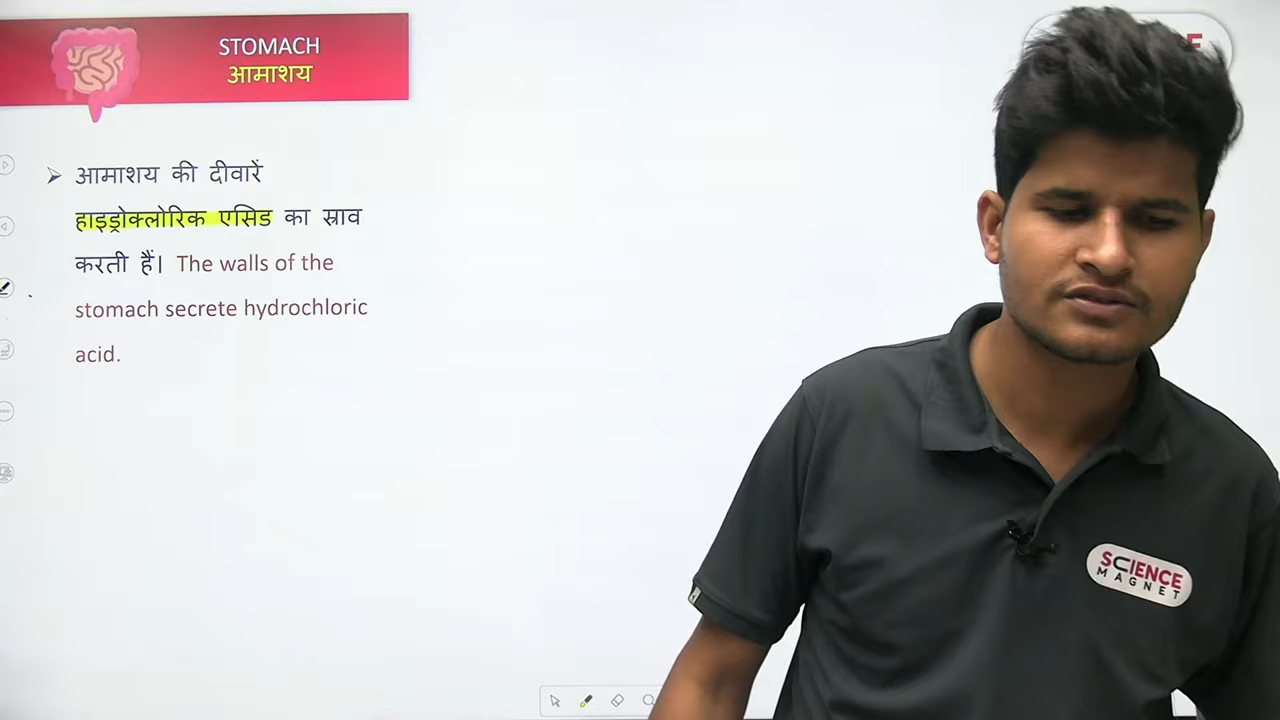 STOMACH
आमाशय
आमाशय की दीवारें
हाइड्रोक्लोरिक एसिड का स्राव
करती हैं। The walls of the
stomach secrete hydrochloric
acid.
SCIENCE
MAGNET